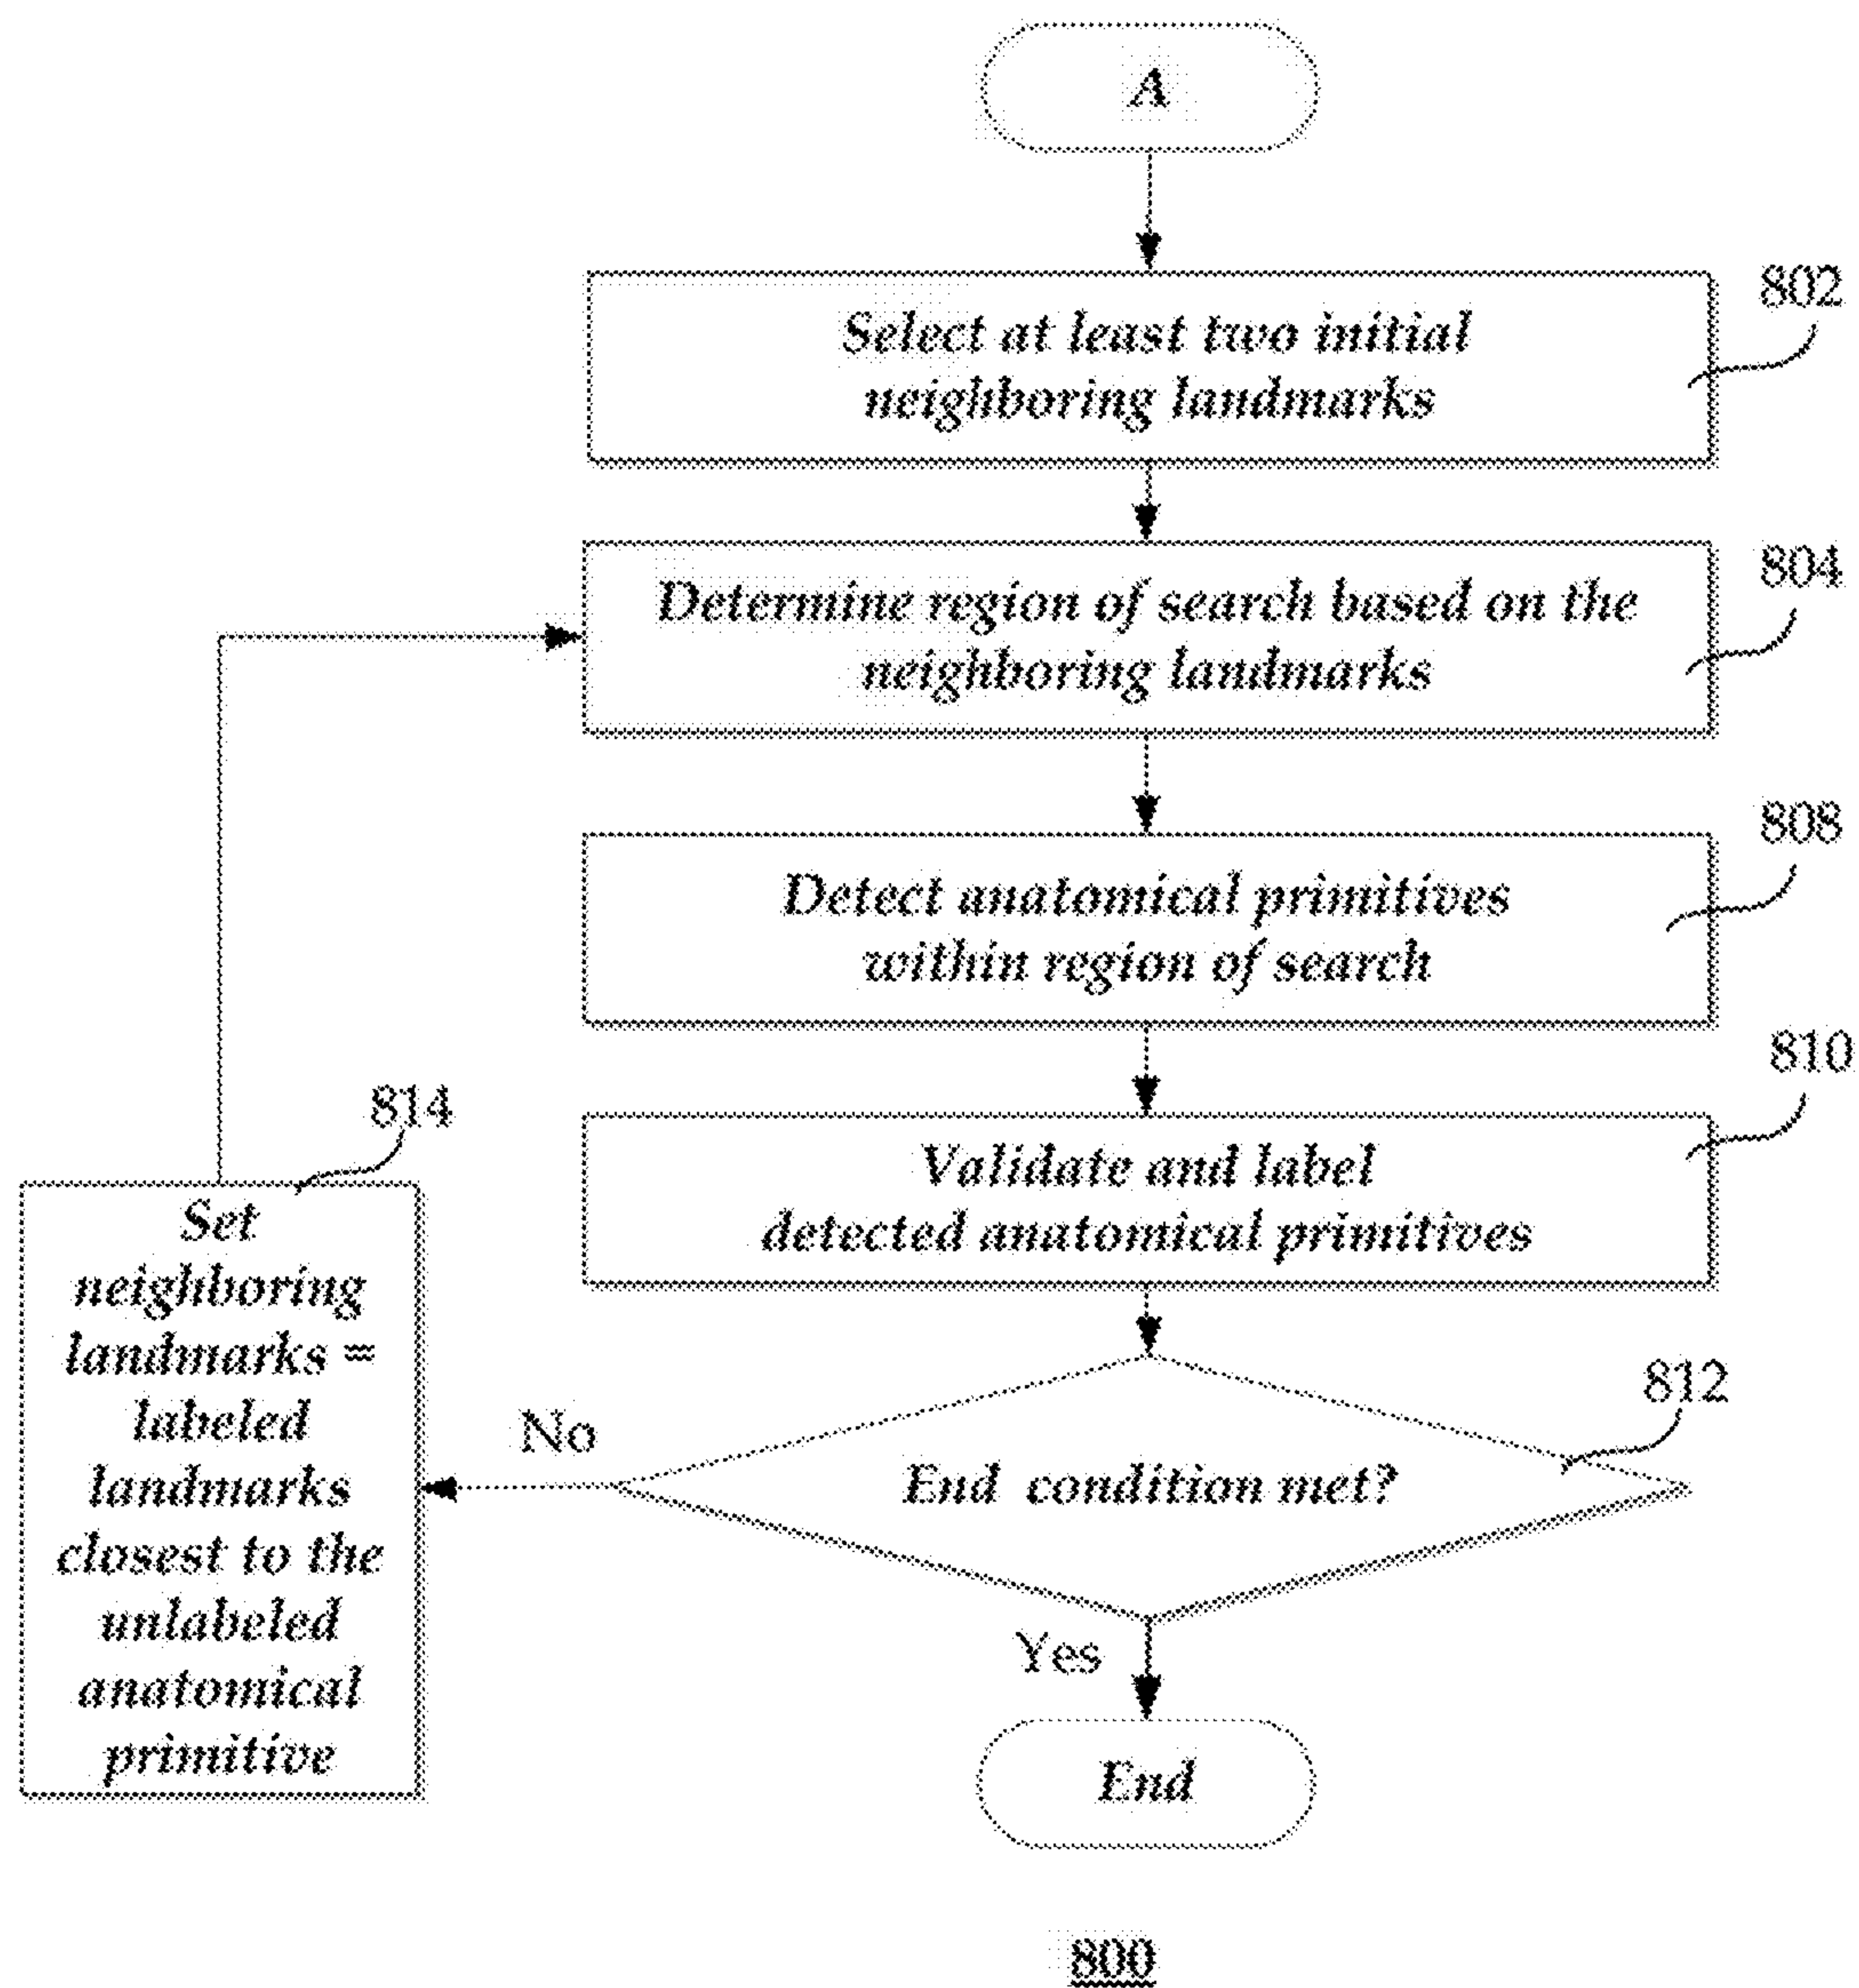 A
802
Select at least two initial
neighboring landmarks
804
Determine region of search based on the
neighboring landmarks
808
Detect anatomical primitives
within region of search
810
Validate and label
detected anatomical primitives
814
Set
neighboring
landmarks =
labeled
landmarks
closest to the
unlabeled
anatomical
primitive
812
No
End condition met?
Yes
End
800